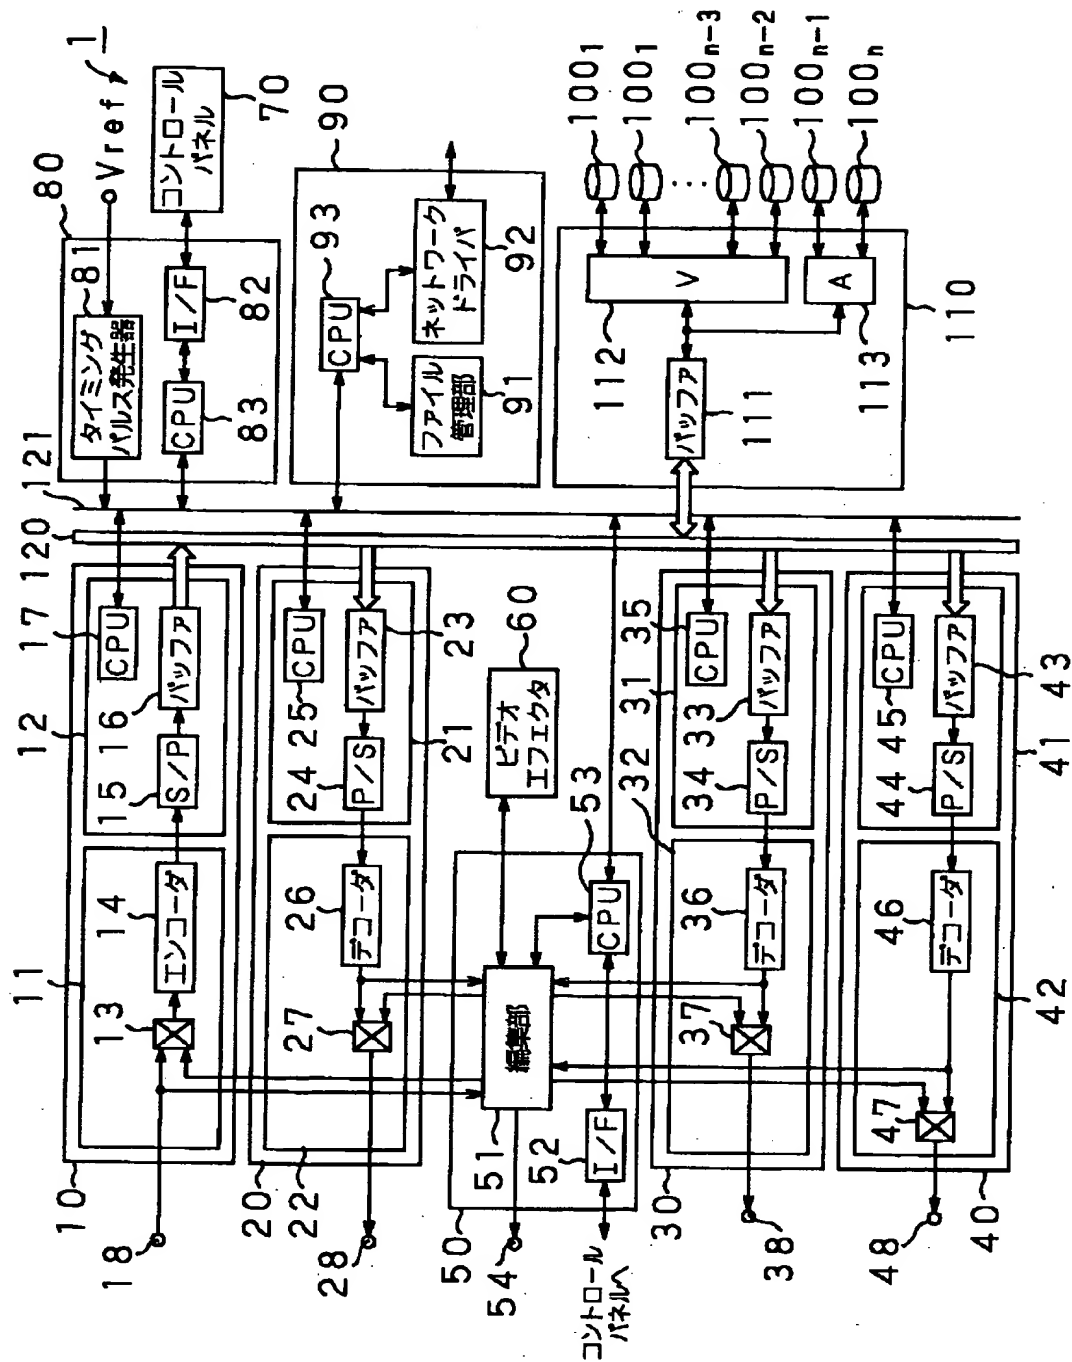 1
Vref
80
タイミング
パルス発生器
81
I/F
82
CPU
83
コントロール
パネル
70
121
120
90
CPU
93
ネットワーク
ドライバ
92
ファイル
管理部
91
100₁
100₁
100n-3
100n-2
100n-1
100n
...
V
112
A
113
バッファ
111
110
12
17
CPU
16
バッファ
15
S/P
11
14
エンコーダ
13
10
18
25
CPU
23
バッファ
24
P/S
21
26
デコーダ
27
22
20
28
60
ビデオ
エフェクタ
53
CPU
編集部
51
52
I/F
50
54
コントロール
パネルへ
35
CPU
31
33
バッファ
34
P/S
32
36
デコーダ
37
30
38
CPU
45
バッファ
43
44
P/S
41
デコーダ
46
42
47
40
48